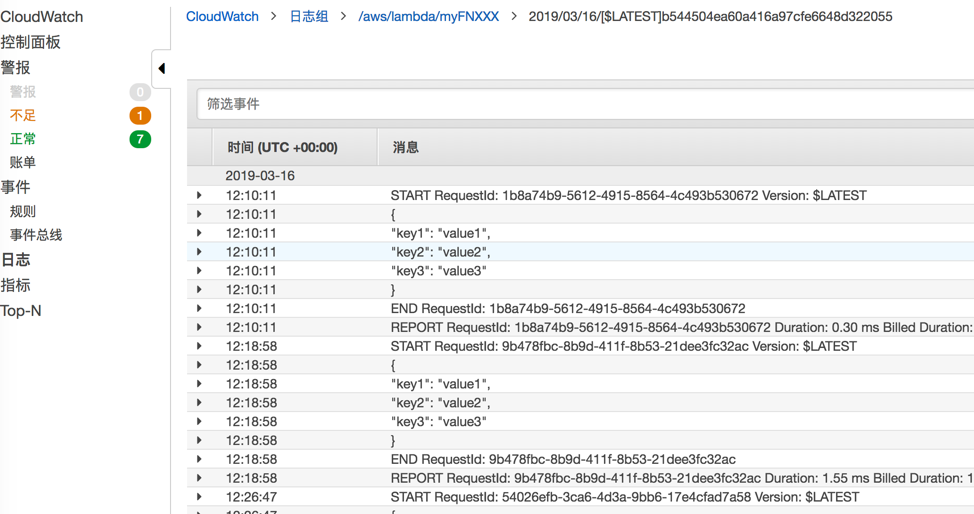 CloudWatch
控制面板
警报
警报 0
不足 1
正常 7
账单
事件
规则
事件总线
日志
指标
Top-N
CloudWatch > 日志组 > /aws/lambda/myFNXXX > 2019/03/16/[$LATEST]b544504ea60a416a97cfe6648d322055
筛选事件
时间 (UTC +00:00) 消息
2019-03-16
12:10:11 START RequestId: 1b8a74b9-5612-4915-8564-4c493b530672 Version: $LATEST
12:10:11 {
12:10:11 "key1": "value1",
12:10:11 "key2": "value2",
12:10:11 "key3": "value3"
12:10:11 }
12:10:11 END RequestId: 1b8a74b9-5612-4915-8564-4c493b530672
12:10:11 REPORT RequestId: 1b8a74b9-5612-4915-8564-4c493b530672 Duration: 0.30 ms Billed Duration:
12:18:58 START RequestId: 9b478fbc-8b9d-411f-8b53-21dee3fc32ac Version: $LATEST
12:18:58 {
12:18:58 "key1": "value1",
12:18:58 "key2": "value2",
12:18:58 "key3": "value3"
12:18:58 }
12:18:58 END RequestId: 9b478fbc-8b9d-411f-8b53-21dee3fc32ac
12:18:58 REPORT RequestId: 9b478fbc-8b9d-411f-8b53-21dee3fc32ac Duration: 1.55 ms Billed Duration: 1
12:26:47 START RequestId: 54026efb-3ca6-4d3a-9bb6-17e4cfad7a58 Version: $LATEST